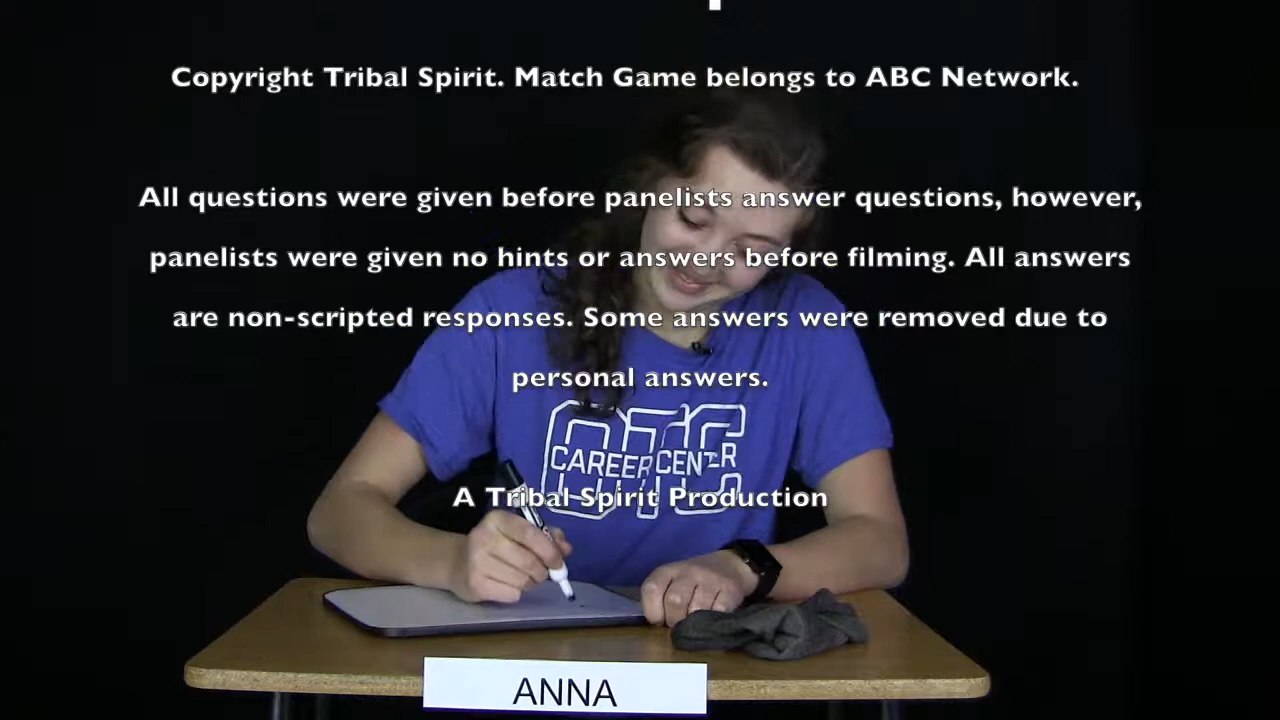 Copyright Tribal Spirit. Match Game belongs to ABC Network.
All questions were given before panelists answer questions, however,
panelists were given no hints or answers before filming. All answers
are non-scripted responses. Some answers were removed due to
personal answers.
OTC
CAREER CENTER
A Tribal Spirit Production
ANNA